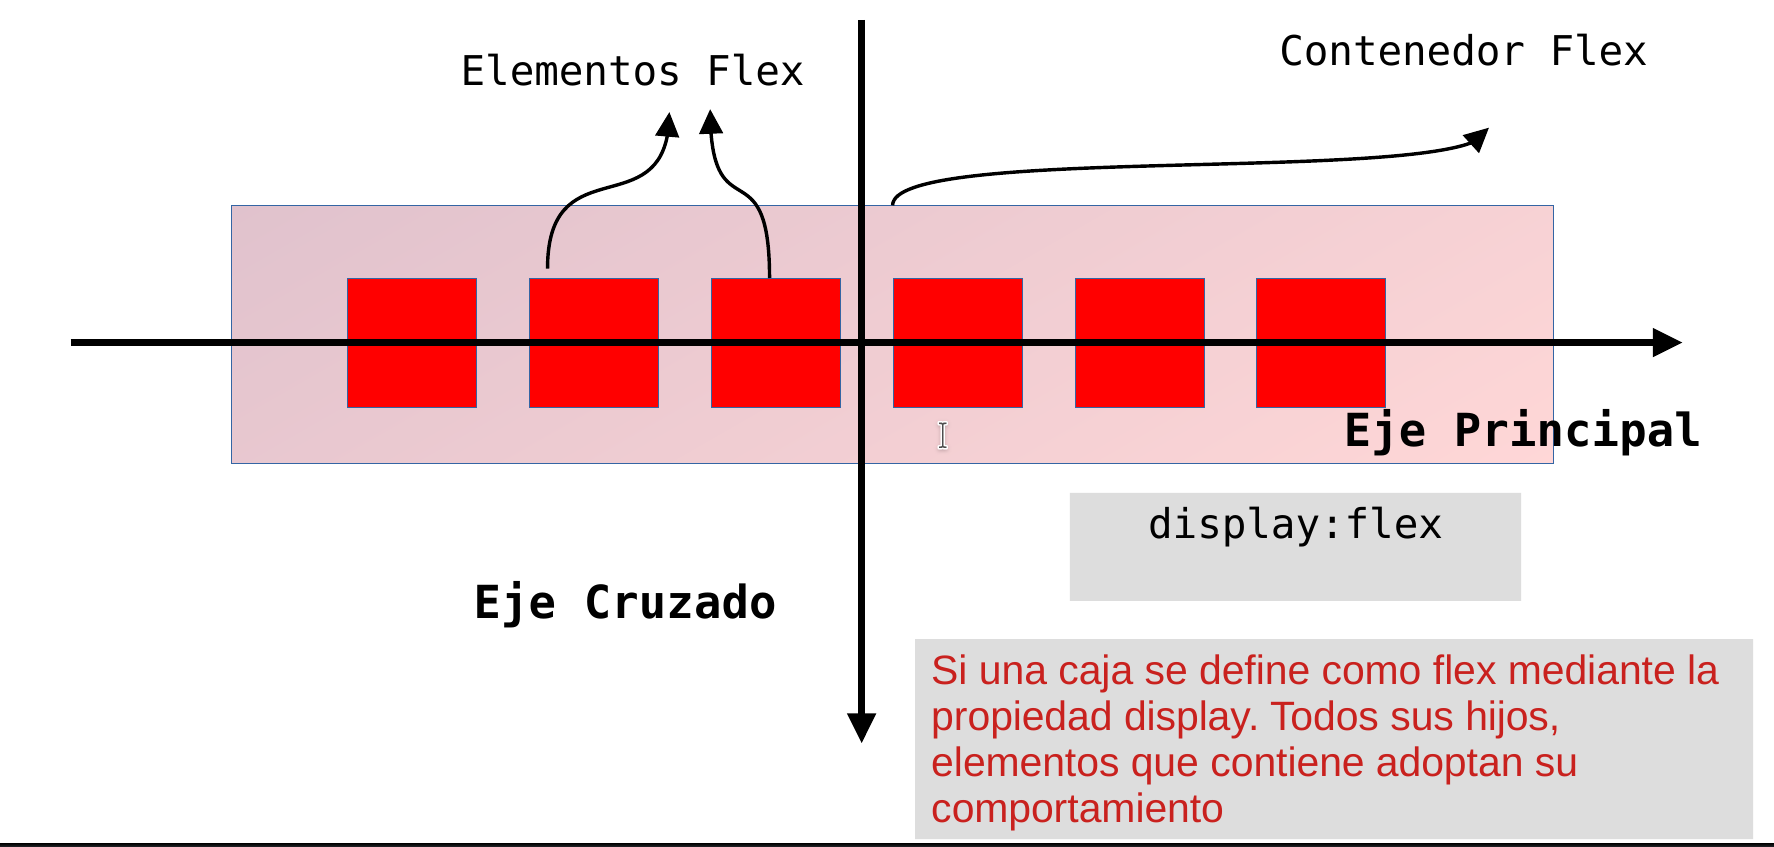 Elementos Flex
Contenedor Flex
Eje Principal
display:flex
Eje Cruzado
Si una caja se define como flex mediante la
propiedad display. Todos sus hijos,
elementos que contiene adoptan su
comportamiento